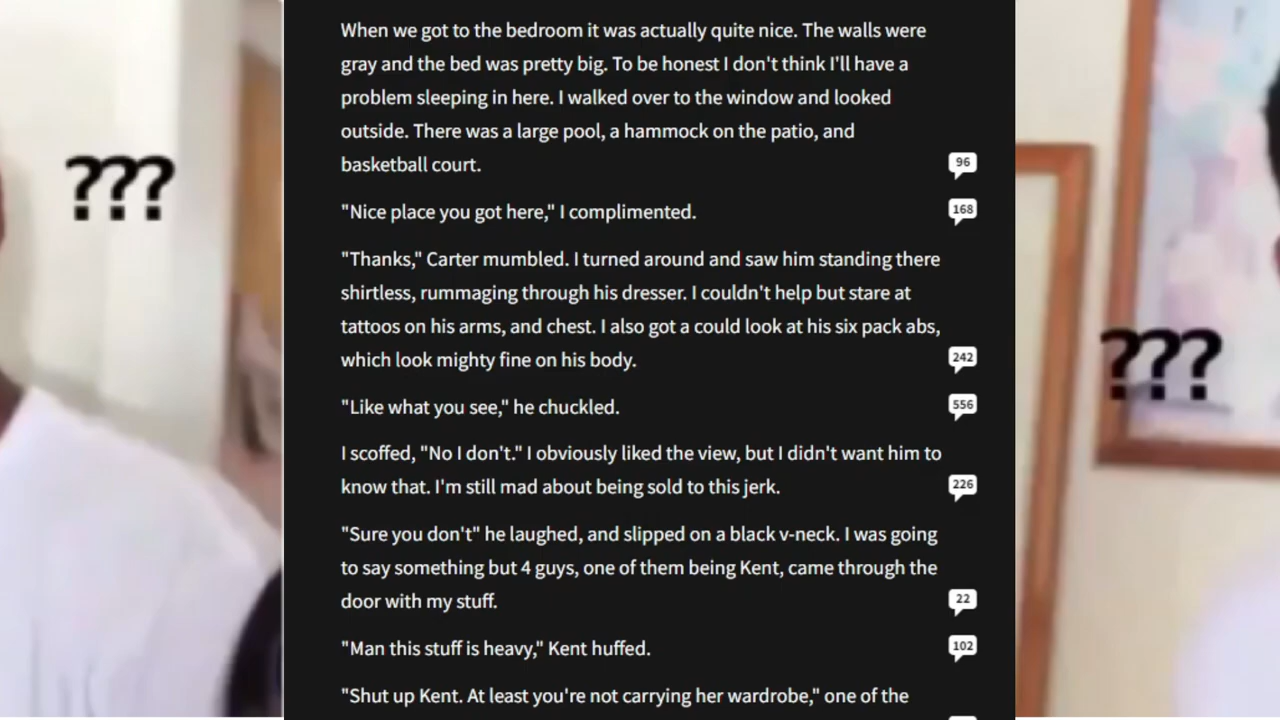 When we got to the bedroom it was actually quite nice. The walls were
gray and the bed was pretty big. To be honest I don't think I'll have a
problem sleeping in here. I walked over to the window and looked
outside. There was a large pool, a hammock on the patio, and
basketball court.
96
"Nice place you got here," I complimented.
168
"Thanks," Carter mumbled. I turned around and saw him standing there
shirtless, rummaging through his dresser. I couldn't help but stare at
tattoos on his arms, and chest. I also got a could look at his six pack abs,
which look mighty fine on his body.
242
"Like what you see," he chuckled.
556
I scoffed, "No I don't." I obviously liked the view, but I didn't want him to
know that. I'm still mad about being sold to this jerk.
226
"Sure you don't" he laughed, and slipped on a black v-neck. I was going
to say something but 4 guys, one of them being Kent, came through the
door with my stuff.
22
"Man this stuff is heavy," Kent huffed.
102
"Shut up Kent. At least you're not carrying her wardrobe," one of the
???
???